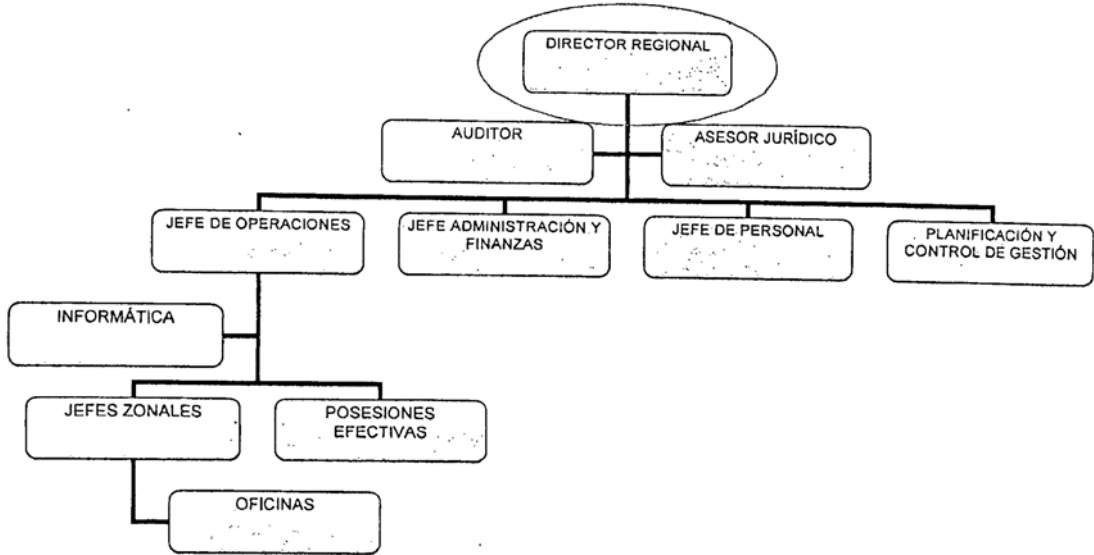 DIRECTOR REGIONAL
AUDITOR
ASESOR JURÍDICO
JEFE DE OPERACIONES
JEFE ADMINISTRACIÓN Y
FINANZAS
JEFE DE PERSONAL
PLANIFICACIÓN Y
CONTROL DE GESTIÓN
INFORMÁTICA
JEFES ZONALES
POSESIONES
EFECTIVAS
OFICINAS